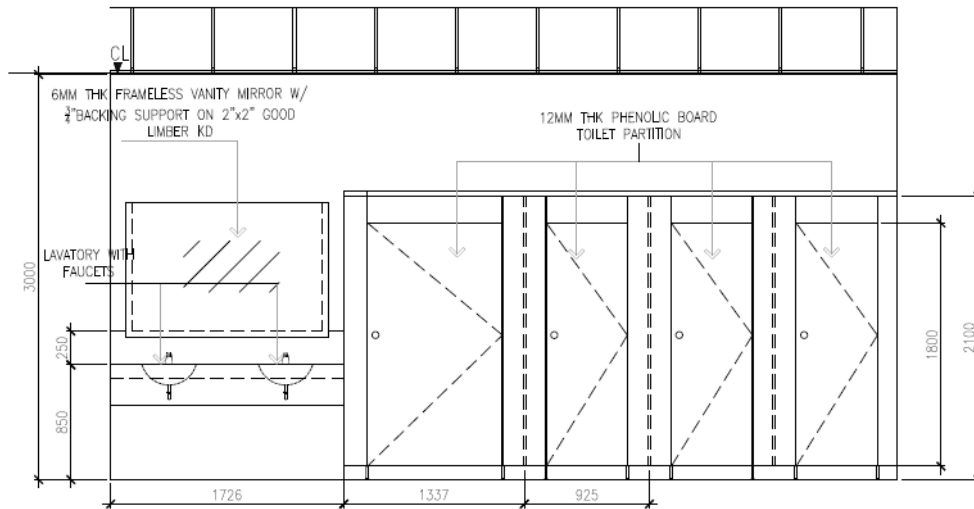 CL
6MM THK FRAMELESS VANITY MIRROR W/
¾"BACKING SUPPORT ON 2"x2" GOOD
LIMBER KD
12MM THK PHENOLIC BOARD
TOILET PARTITION
LAVATORY WITH
FAUCETS
3000
250
850
1800
2100
1726
1337
925